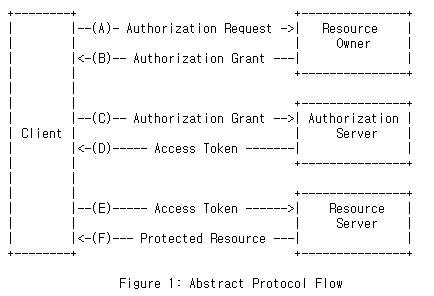 +--------+                               +---------------+
|        |--(A)- Authorization Request ->|   Resource    |
|        |                               |     Owner     |
|        |<-(B)-- Authorization Grant ---|               |
|        |                               +---------------+
|        |
|        |                               +---------------+
|        |--(C)-- Authorization Grant -->| Authorization |
| Client |                               |     Server    |
|        |<-(D)----- Access Token -------|               |
|        |                               +---------------+
|        |
|        |                               +---------------+
|        |--(E)----- Access Token ------>|    Resource   |
|        |                               |     Server    |
|        |<-(F)--- Protected Resource ---|               |
+--------+                               +---------------+
Figure 1: Abstract Protocol Flow